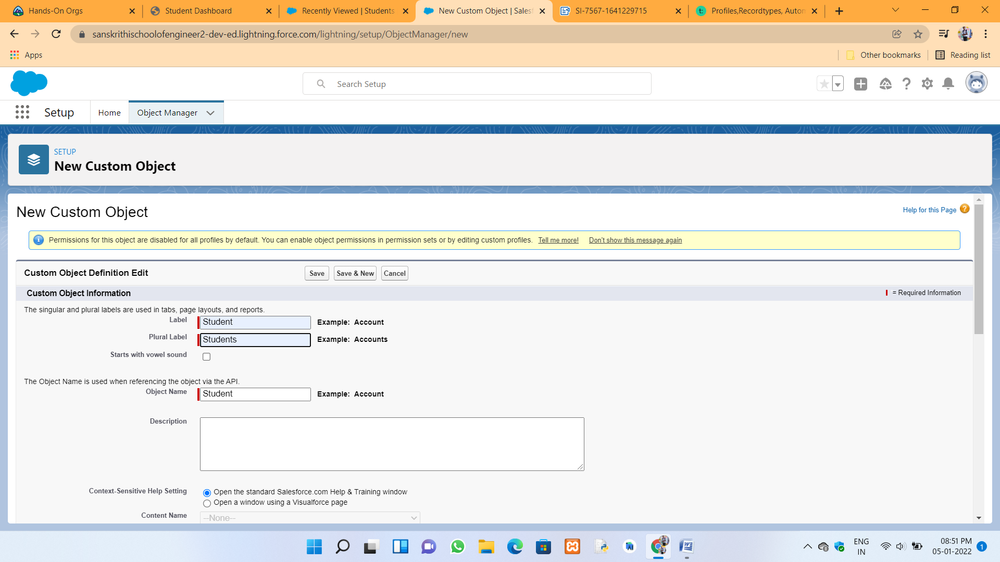 Hands-On Orgs
Student Dashboard
Recently Viewed | Students
New Custom Object | Salesf
SI-7567-1641229715
Profiles,Recordtypes, Autom
sanskrithischoolofengineer2-dev-ed.lightning.force.com/lightning/setup/ObjectManager/new
Apps
Other bookmarks
Reading list
Search Setup
Setup
Home
Object Manager
SETUP
New Custom Object
New Custom Object
Help for this Page
Permissions for this object are disabled for all profiles by default. You can enable object permissions in permission sets or by editing custom profiles. Tell me more! Don't show this message again
Custom Object Definition Edit
Save
Save & New
Cancel
Custom Object Information
= Required Information
The singular and plural labels are used in tabs, page layouts, and reports.
Label Student Example: Account
Plural Label Students Example: Accounts
Starts with vowel sound
The Object Name is used when referencing the object via the API.
Object Name Student Example: Account
Description
Context-Sensitive Help Setting Open the standard Salesforce.com Help & Training window
Open a window using a Visualforce page
Content Name --None--
ENG
IN
08:51 PM
05-01-2022
1